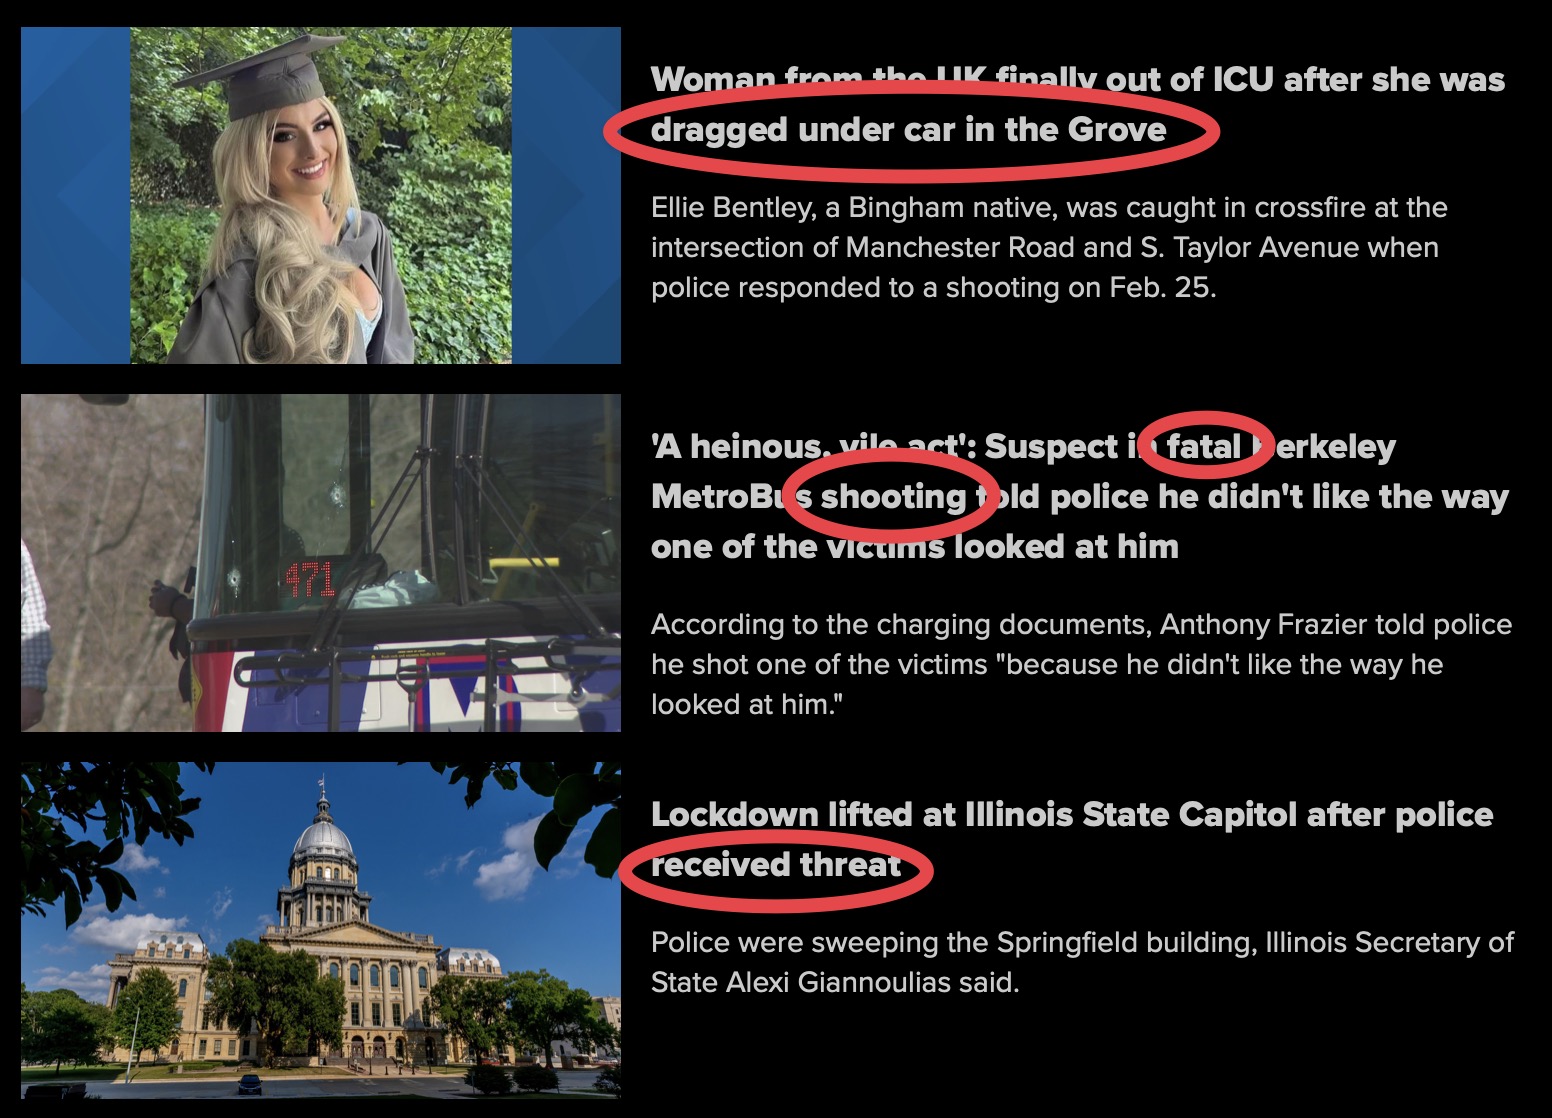 Woman from the UK finally out of ICU after she was
dragged under car in the Grove
Ellie Bentley, a Bingham native, was caught in crossfire at the
intersection of Manchester Road and S. Taylor Avenue when
police responded to a shooting on Feb. 25.
'A heinous, vile act': Suspect in fatal Berkeley
MetroBus shooting told police he didn't like the way
one of the victims looked at him
471
According to the charging documents, Anthony Frazier told police
he shot one of the victims "because he didn't like the way he
looked at him."
Lockdown lifted at Illinois State Capitol after police
received threat
Police were sweeping the Springfield building, Illinois Secretary of
State Alexi Giannoulias said.